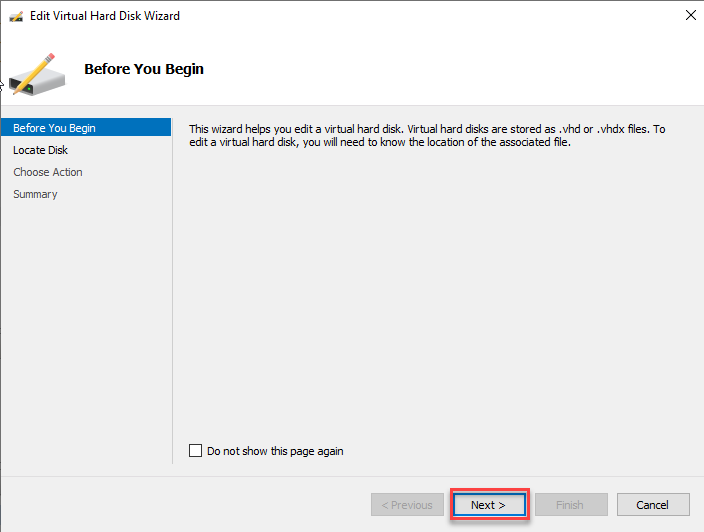 Edit Virtual Hard Disk Wizard
Before You Begin
Before You Begin
Locate Disk
Choose Action
Summary
This wizard helps you edit a virtual hard disk. Virtual hard disks are stored as .vhd or .vhdx files. To
edit a virtual hard disk, you will need to know the location of the associated file.
Do not show this page again
< Previous
Next >
Finish
Cancel